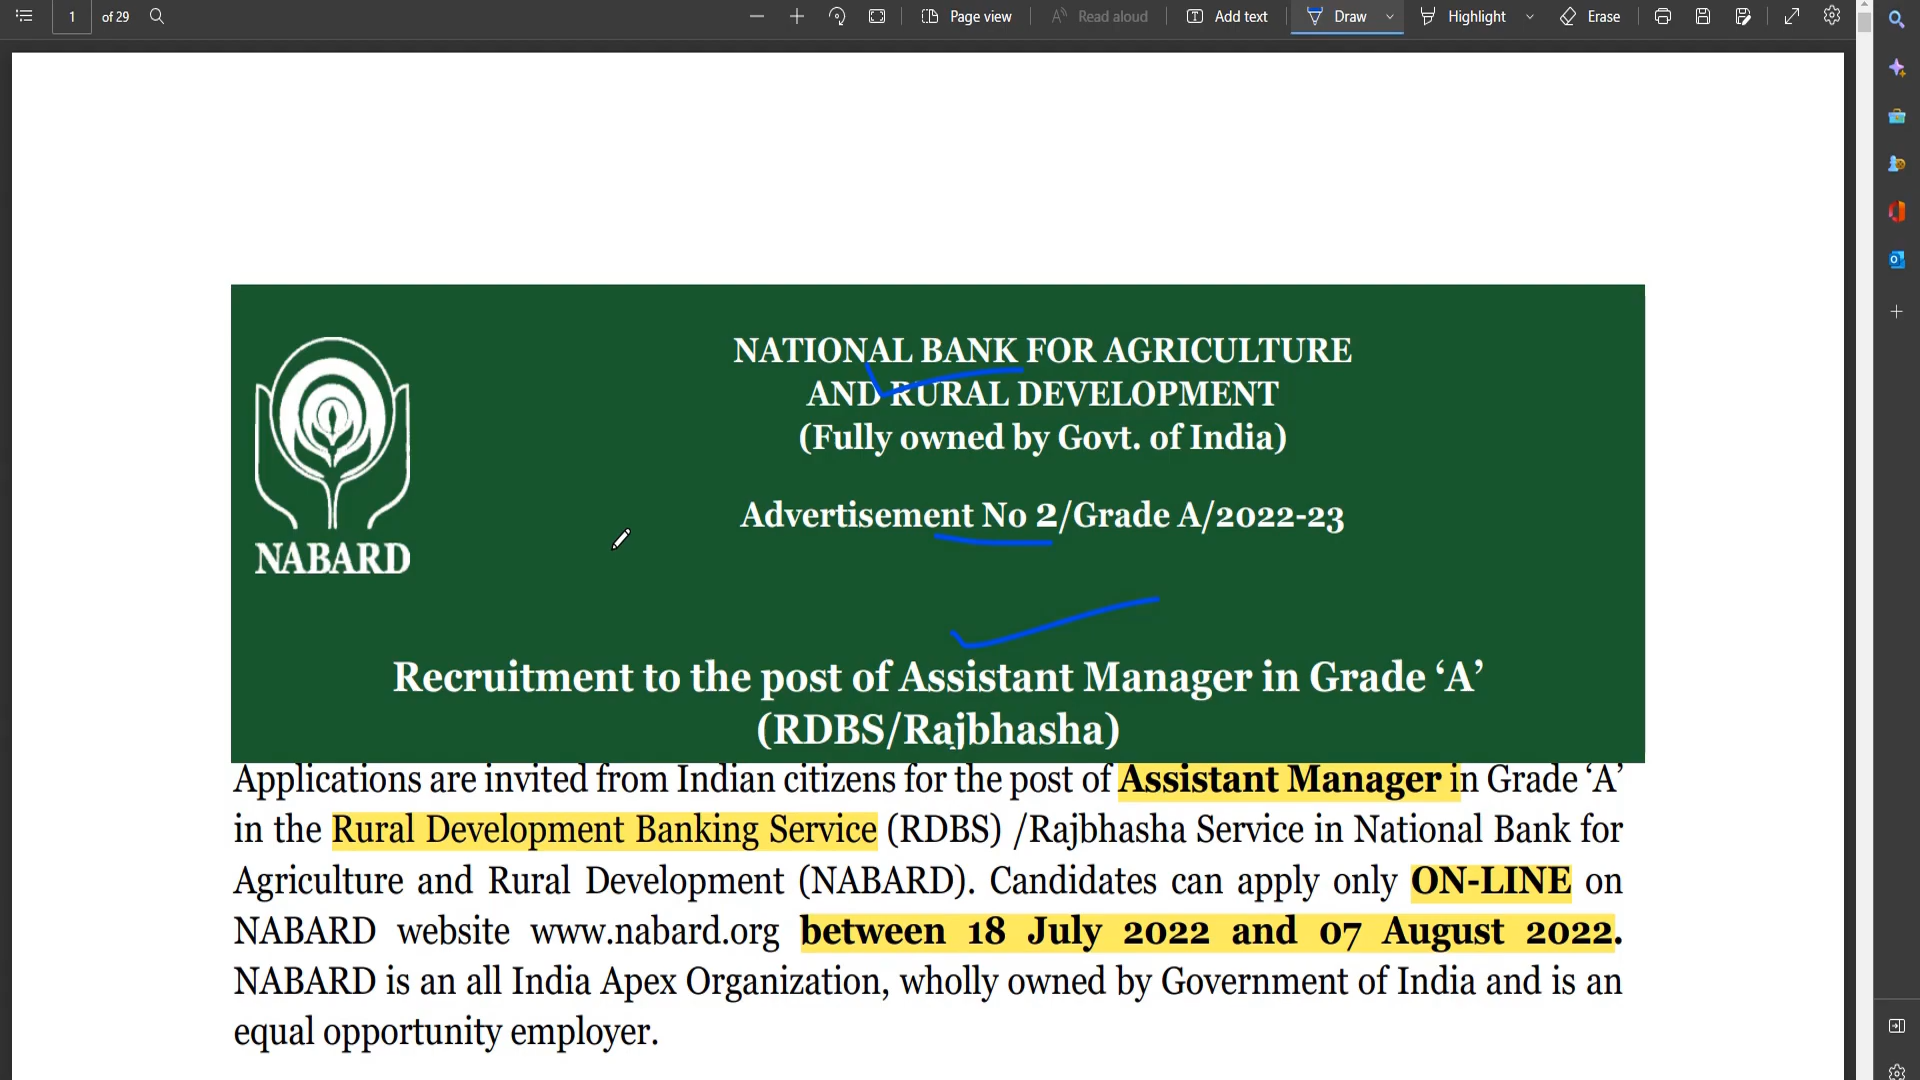 1 of 29 Page view Read aloud Add text Draw Highlight Erase
NATIONAL BANK FOR AGRICULTURE
AND RURAL DEVELOPMENT
(Fully owned by Govt. of India)
Advertisement No 2/Grade A/2022-23
NABARD
Recruitment to the post of Assistant Manager in Grade ‘A’
(RDBS/Rajbhasha)
Applications are invited from Indian citizens for the post of Assistant Manager in Grade ‘A’
in the Rural Development Banking Service (RDBS) /Rajbhasha Service in National Bank for
Agriculture and Rural Development (NABARD). Candidates can apply only ON-LINE on
NABARD website www.nabard.org between 18 July 2022 and 07 August 2022.
NABARD is an all India Apex Organization, wholly owned by Government of India and is an
equal opportunity employer.